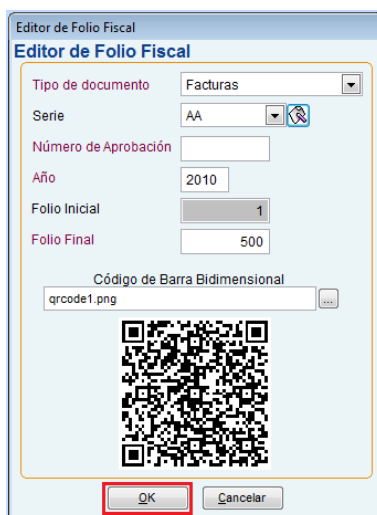 Editor de Folio Fiscal
Editor de Folio Fiscal
Tipo de documento Facturas
Serie AA
Número de Aprobación
Año 2010
Folio Inicial 1
Folio Final 500
Código de Barra Bidimensional
qrcode1.png ...
OK Cancelar